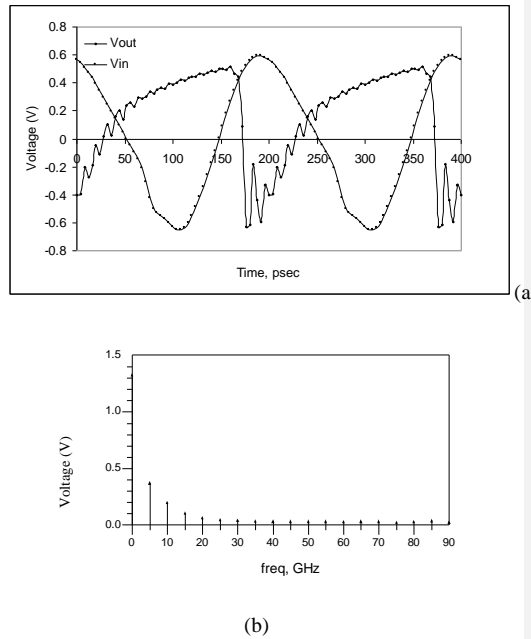 0.8
Vout
Vin
0.6
0.4
0.2
0
-0.2
-0.4
-0.6
-0.8
Voltage (V)
0 50 100 150 200 250 300 350 400
Time, psec
(a
1.5
1.0
0.5
0.0
Voltage (V)
0 10 20 30 40 50 60 70 80 90
freq, GHz
(b)